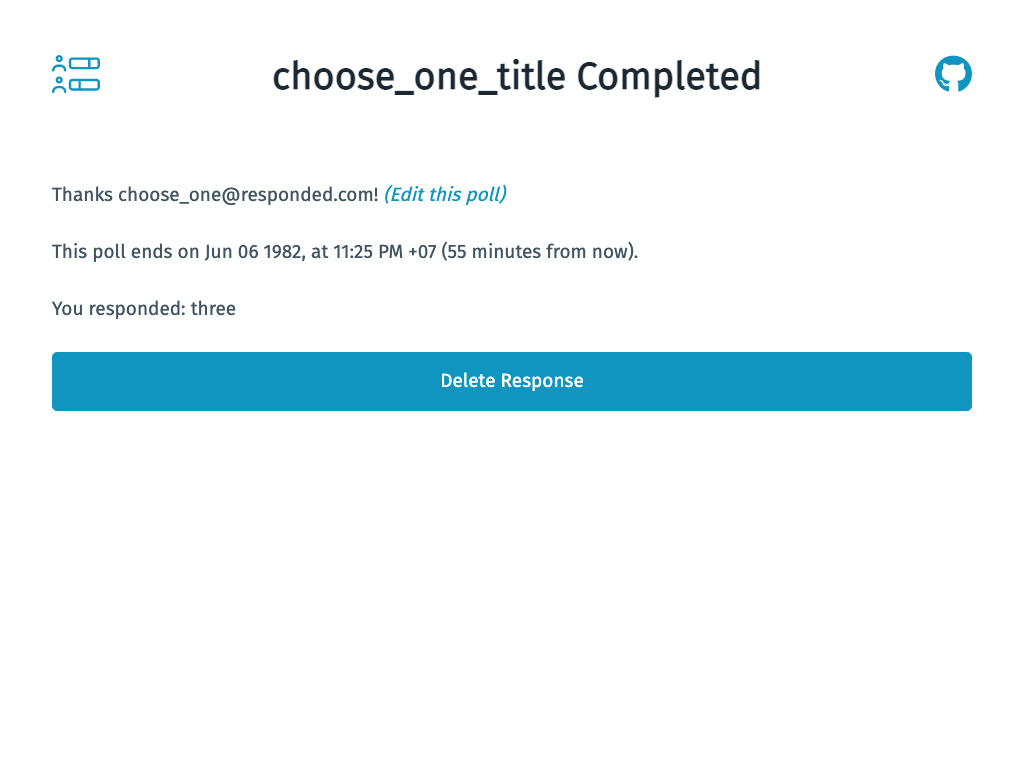 choose_one_title Completed
Thanks choose_one@responded.com! (Edit this poll)
This poll ends on Jun 06 1982, at 11:25 PM +07 (55 minutes from now).
You responded: three
Delete Response